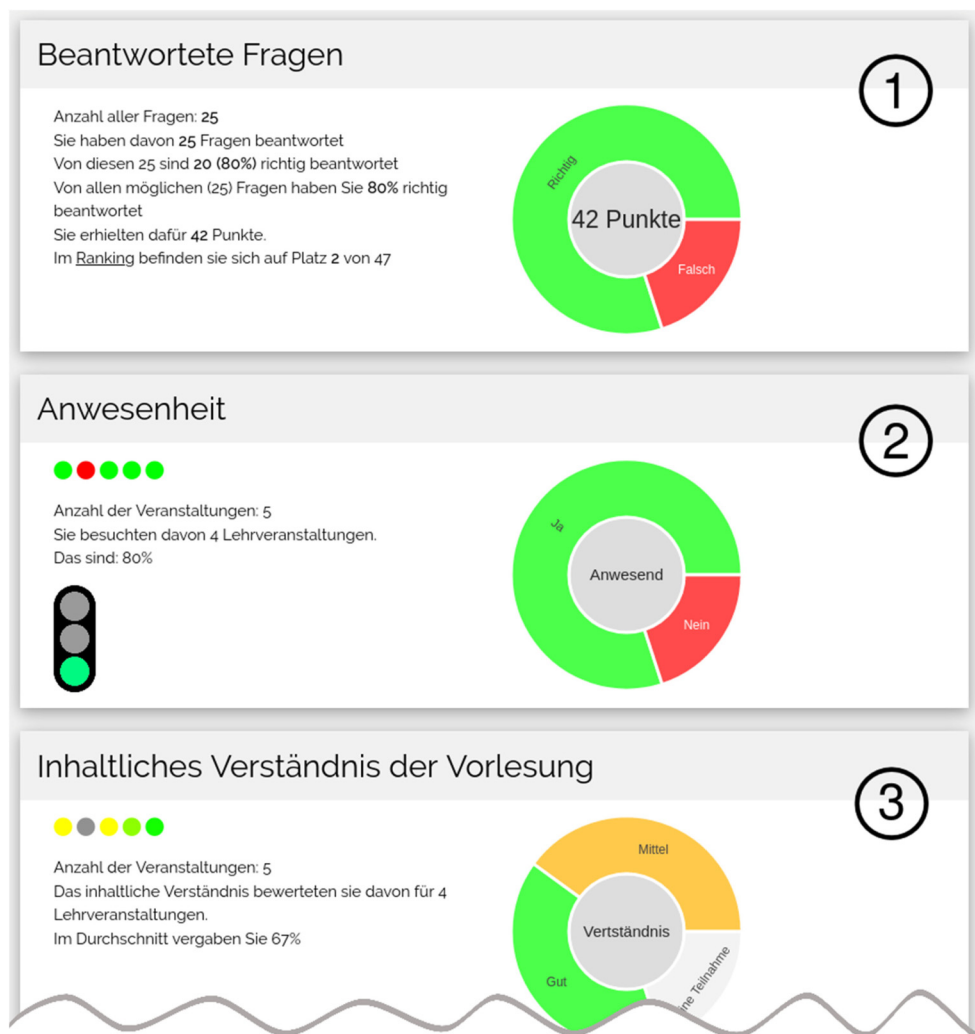 Beantwortete Fragen
1
Anzahl aller Fragen: 25
Sie haben davon 25 Fragen beantwortet
Von diesen 25 sind 20 (80%) richtig beantwortet
Von allen möglichen (25) Fragen haben Sie 80% richtig
beantwortet
Sie erhielten dafür 42 Punkte.
Im Ranking befinden sie sich auf Platz 2 von 47
Richtig
42 Punkte
Falsch
Anwesenheit
2
Anzahl der Veranstaltungen: 5
Sie besuchten davon 4 Lehrveranstaltungen.
Das sind: 80%
Ja
Anwesend
Nein
Inhaltliches Verständnis der Vorlesung
3
Anzahl der Veranstaltungen: 5
Das inhaltliche Verständnis bewerteten sie davon für 4
Lehrveranstaltungen.
Im Durchschnitt vergaben Sie 67%
Mittel
Vertständnis
Gut
Teilnahme